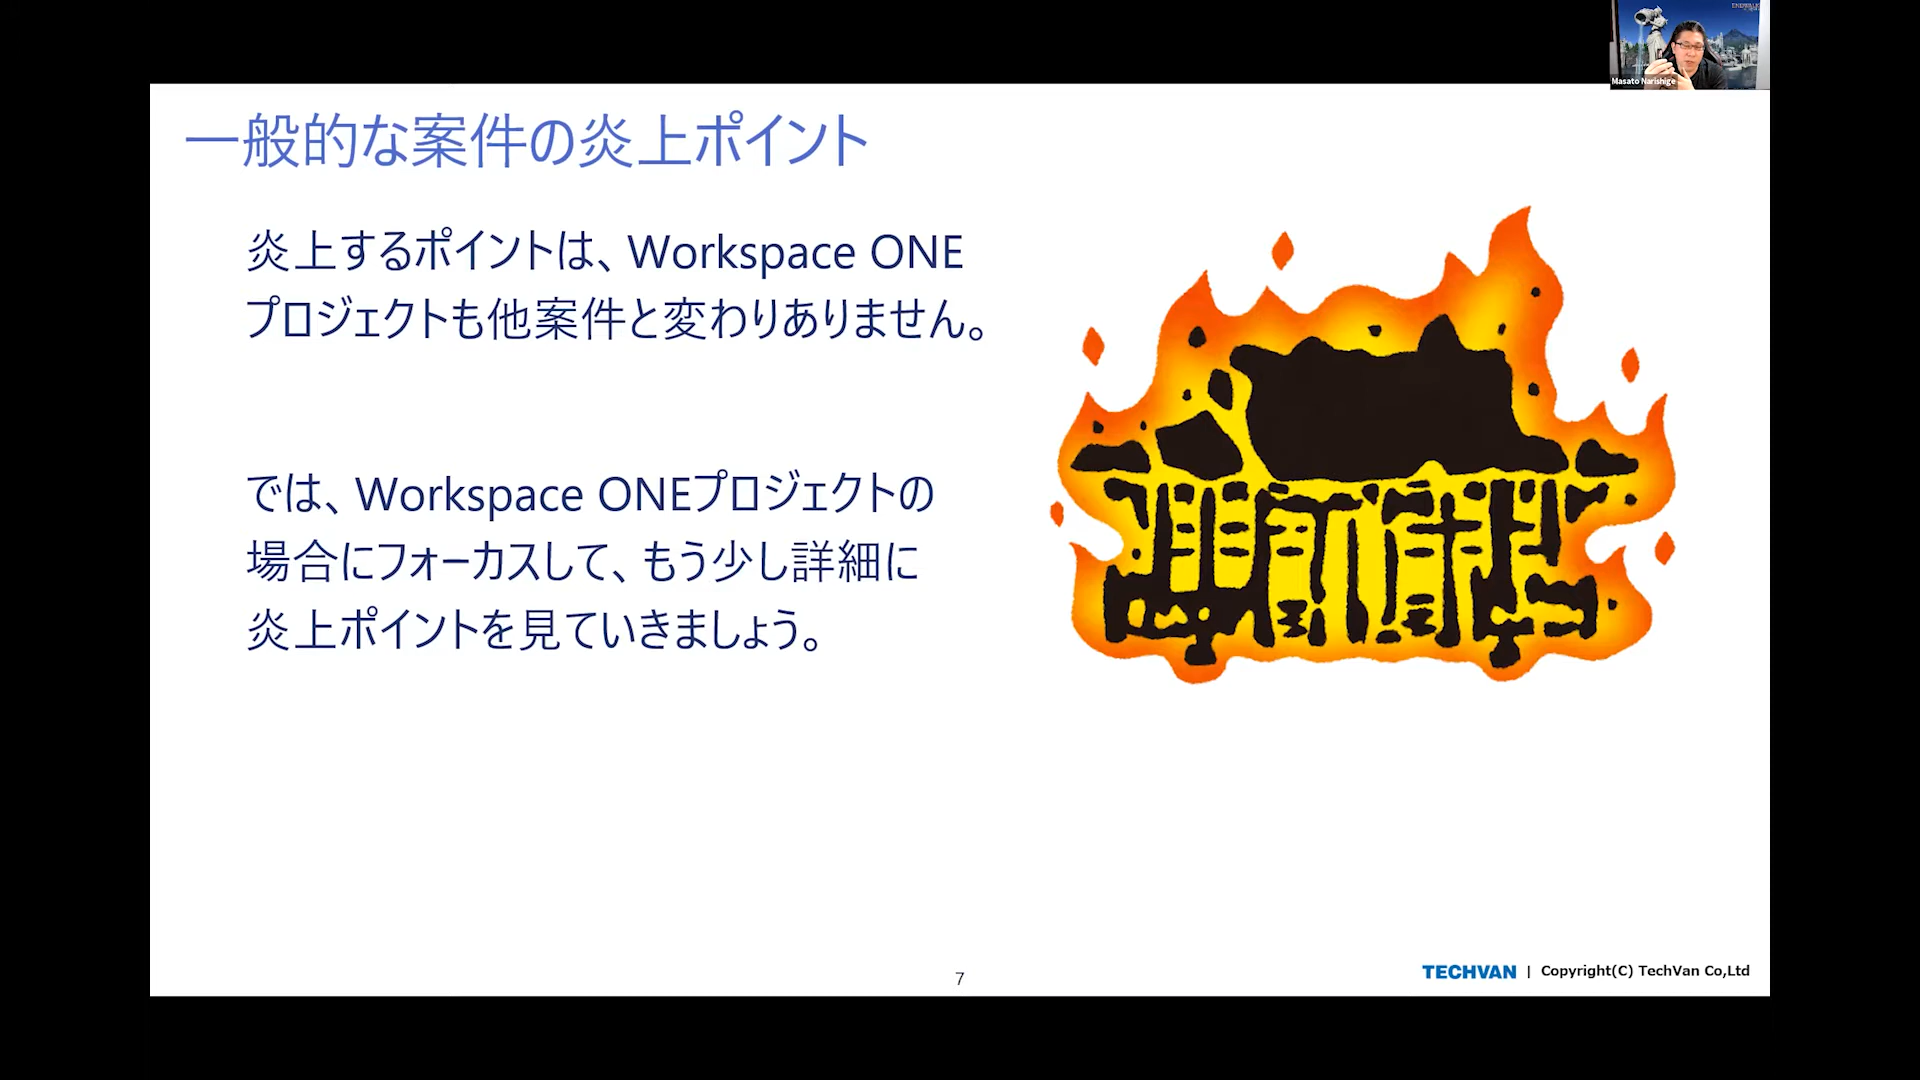 Masato Narishige
一般的な案件の炎上ポイント
炎上するポイントは、Workspace ONE
プロジェクトも他案件と変わりありません。
では、Workspace ONEプロジェクトの
場合にフォーカスして、もう少し詳細に
炎上ポイントを見ていきましょう。
7
TECHVAN | Copyright(C) TechVan Co,Ltd